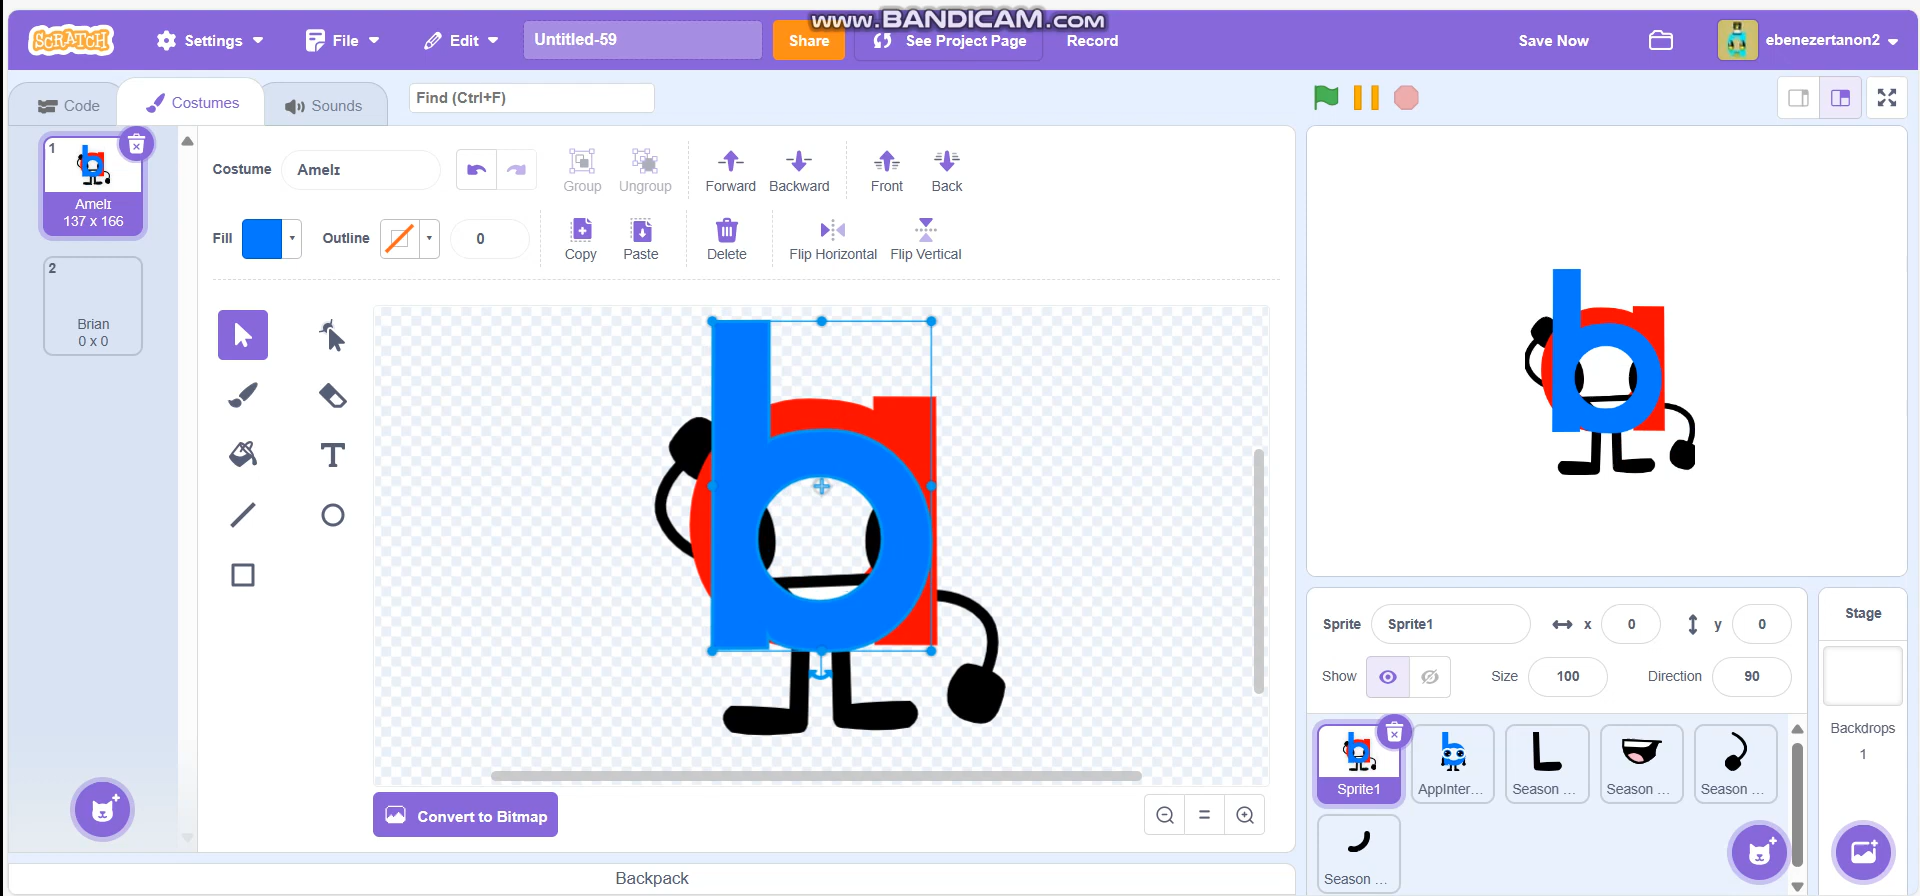 www.BANDICAM.com
SCRATCH
Settings
File
Edit
Untitled-59
Share
See Project Page
Record
Save Now
ebenezertanon2
Code
Costumes
Sounds
Find (Ctrl+F)
1
Amelɪ
137 x 166
2
Brian
0 x 0
Costume
Amelɪ
Group
Ungroup
Forward
Backward
Front
Back
Fill
Outline
0
Copy
Paste
Delete
Flip Horizontal
Flip Vertical
b
a
Convert to Bitmap
Backpack
b
a
Sprite
Sprite1
x
0
y
0
Show
Size
100
Direction
90
Sprite1
AppInter...
Season ...
Season ...
Season ...
Season ...
Stage
Backdrops
1